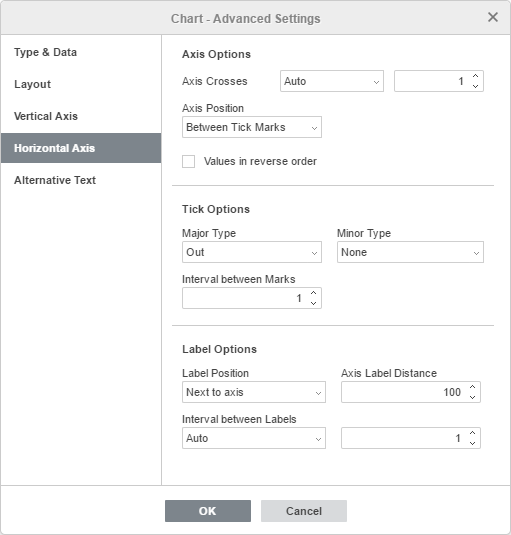 Chart - Advanced Settings
Type & Data
Layout
Vertical Axis
Horizontal Axis
Alternative Text
Axis Options
Axis Crosses Auto 1
Axis Position
Between Tick Marks
Values in reverse order
Tick Options
Major Type Minor Type
Out None
Interval between Marks
1
Label Options
Label Position Axis Label Distance
Next to axis 100
Interval between Labels
Auto 1
OK Cancel